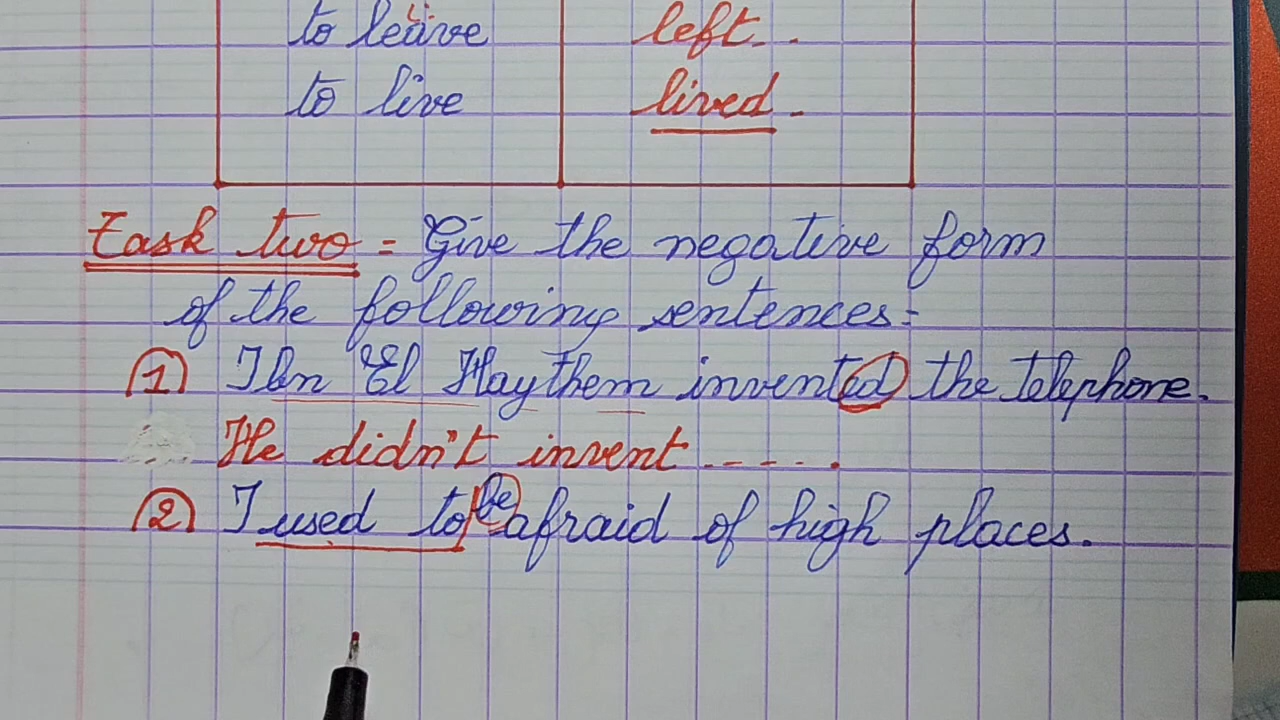 to leave left..
to live lived.
Task two = Give the negative form
of the following sentences:
① Ibn El Haythem invented the telephone.
He didn't invent -----.
② I used to be afraid of high places.